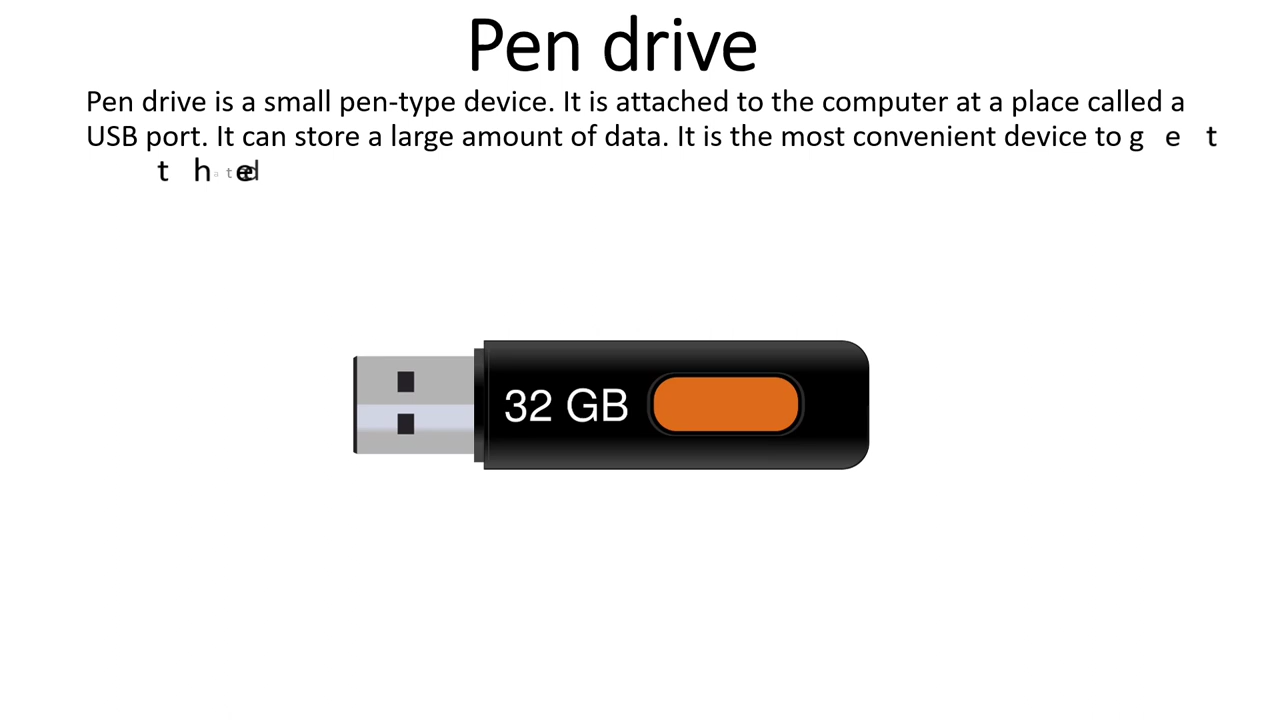 Pen drive
Pen drive is a small pen-type device. It is attached to the computer at a place called a
USB port. It can store a large amount of data. It is the most convenient device to g e t
t h e
32 GB